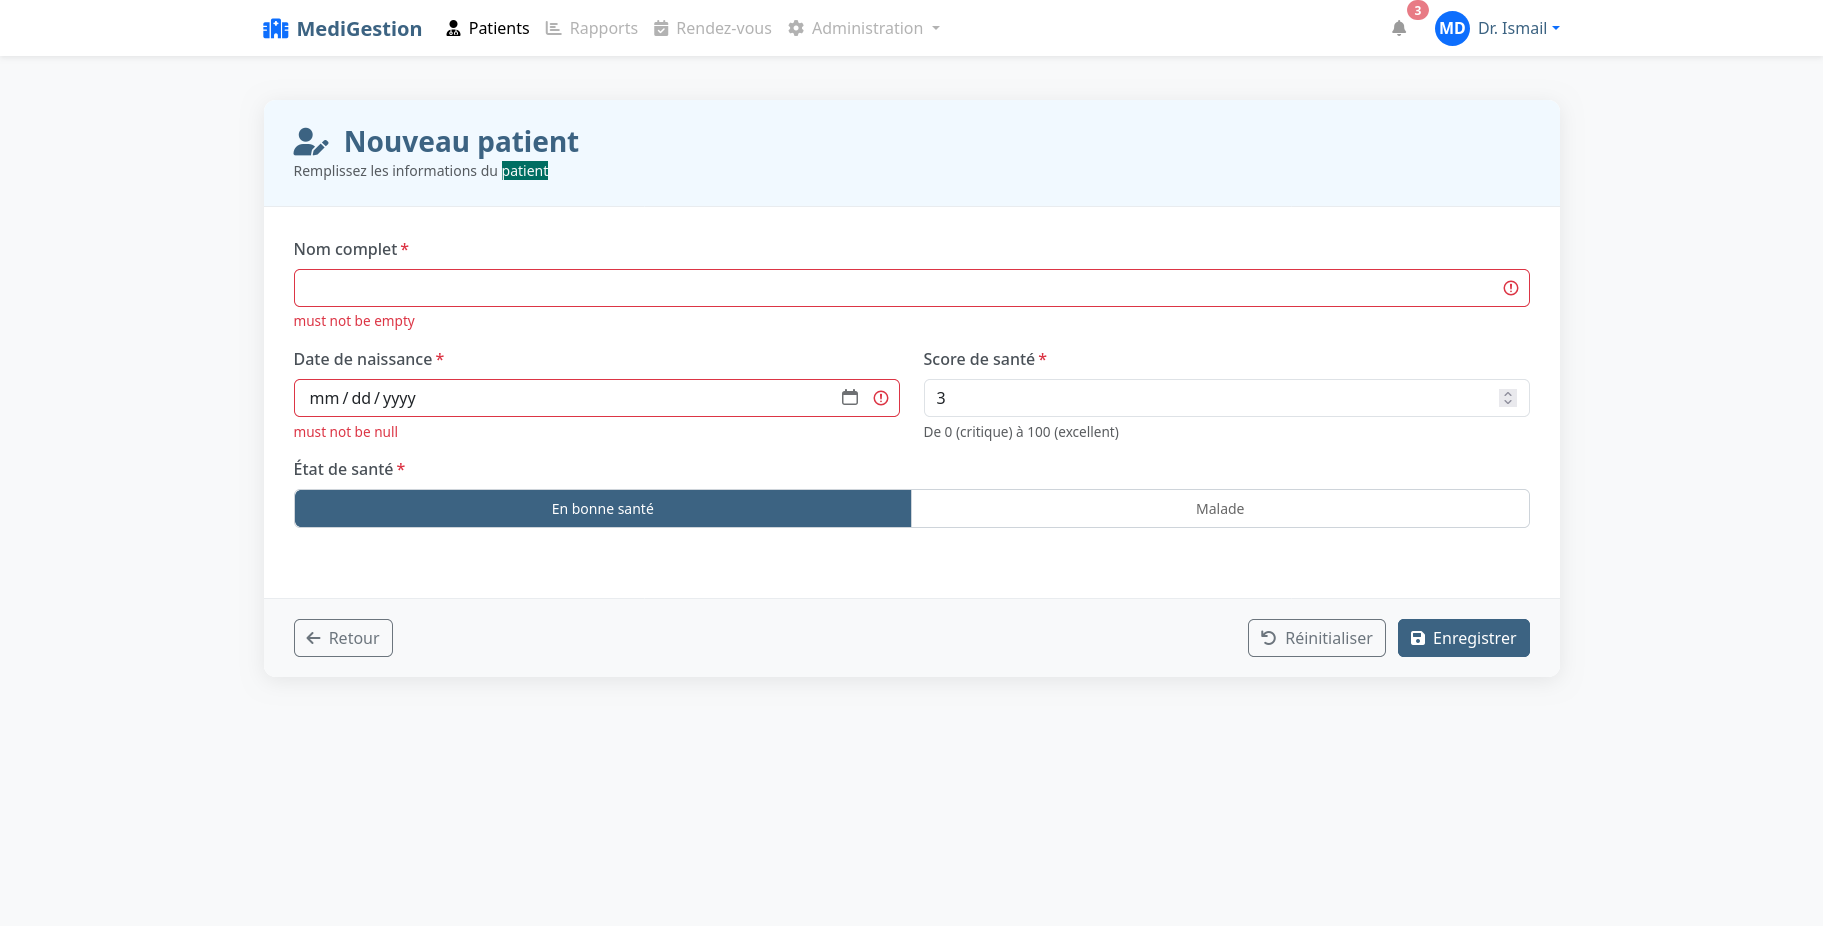 MediGestion Patients Rapports Rendez-vous Administration 3 MD Dr. Ismail
Nouveau patient
Remplissez les informations du patient
Nom complet *
must not be empty
Date de naissance * Score de santé *
mm / dd / yyyy 3
must not be null De 0 (critique) à 100 (excellent)
État de santé *
En bonne santé Malade
Retour Réinitialiser Enregistrer